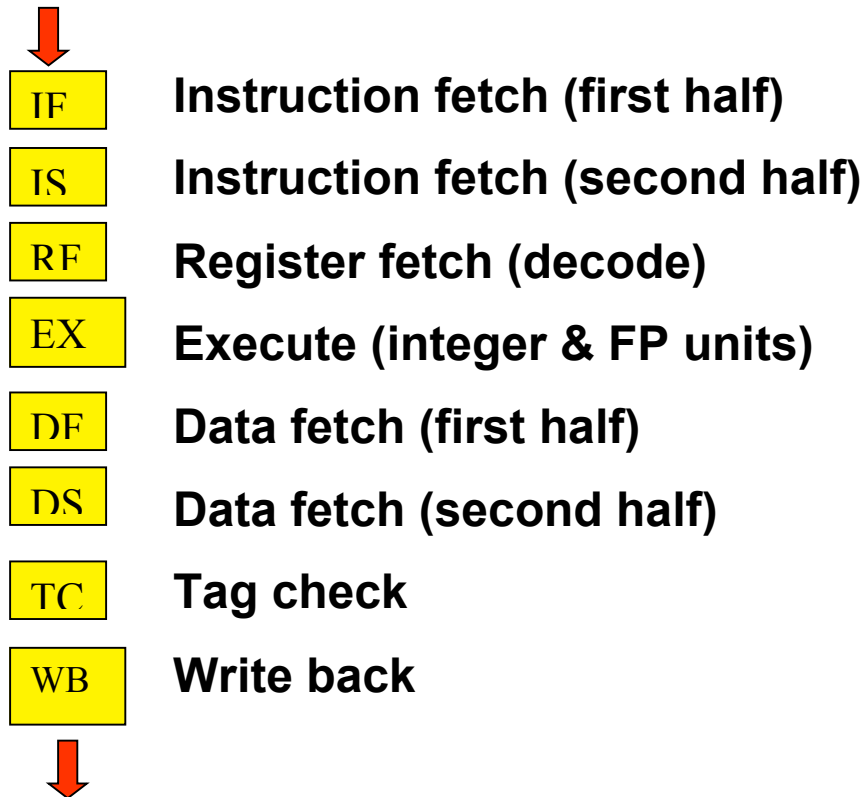 IF Instruction fetch (first half)
IS Instruction fetch (second half)
RF Register fetch (decode)
EX Execute (integer & FP units)
DF Data fetch (first half)
DS Data fetch (second half)
TC Tag check
WB Write back